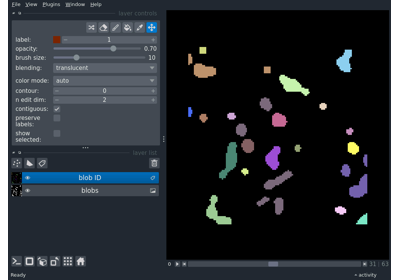 File View Plugins Window Help
layer controls
label: 1
opacity: 0.70
brush size: 10
blending: translucent
color mode: auto
contour: 0
n edit dim: 2
contiguous:
preserve
labels:
show
selected:
layer list
blob ID
blobs
Ready
31 63
activity